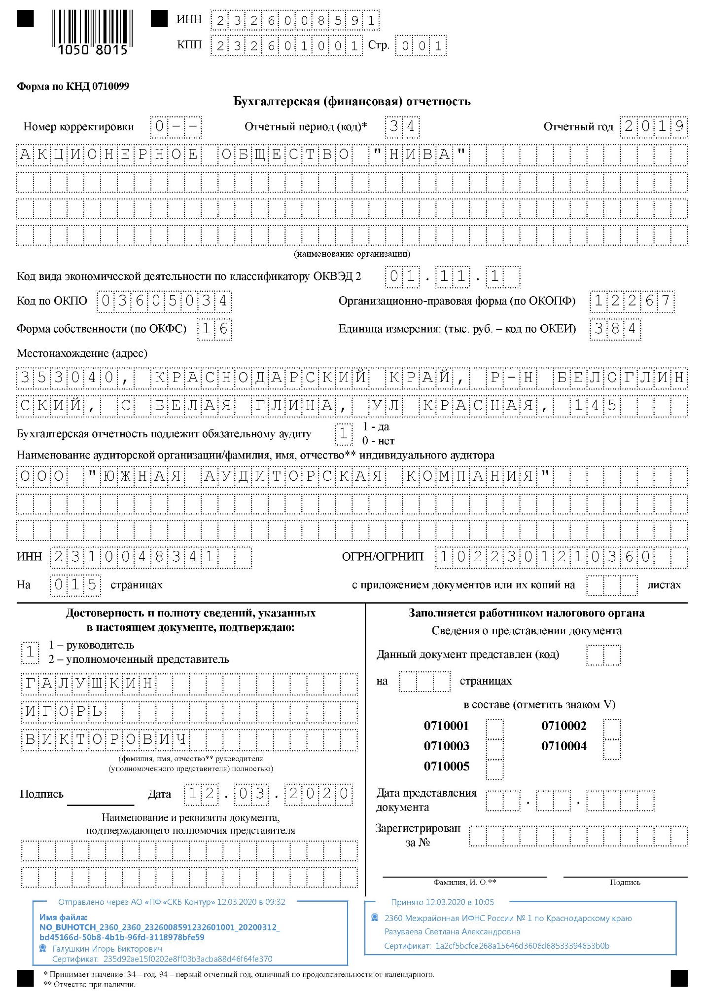 ИНН 2326008591
1050 8015
КПП 232601001 Стр. 001
Форма по КНД 0710099
Бухгалтерская (финансовая) отчетность
Номер корректировки 0-- Отчетный период (код)* 34 Отчетный год 2019
АКЦИОНЕРНОЕ ОБЩЕСТВО "НИВА"
(наименование организации)
Код вида экономической деятельности по классификатору ОКВЭД 2 01.11.1
Код по ОКПО 03605034 Организационно-правовая форма (по ОКОПФ) 12267
Форма собственности (по ОКФС) 16 Единица измерения: (тыс. руб. – код по ОКЕИ) 384
Местонахождение (адрес)
353040, КРАСНОДАРСКИЙ КРАЙ, Р-Н БЕЛОГЛИН
СКИЙ, С БЕЛАЯ ГЛИНА, УЛ КРАСНАЯ, 145
Бухгалтерская отчетность подлежит обязательному аудиту 1
1 - да
0 - нет
Наименование аудиторской организации/фамилия, имя, отчество** индивидуального аудитора
ООО "ЮЖНАЯ АУДИТОРСКАЯ КОМПАНИЯ"
ИНН 2310048341 ОГРН/ОГРНИП 1022301210360
На 015 страницах с приложением документов или их копий на листах
Достоверность и полноту сведений, указанных
в настоящем документе, подтверждаю:
1
1 – руководитель
2 – уполномоченный представитель
ГАЛУШКИН
ИГОРЬ
ВИКТОРОВИЧ
(фамилия, имя, отчество** руководителя
(уполномоченного представителя) полностью)
Подпись Дата 12.03.2020
Наименование и реквизиты документа,
подтверждающего полномочия представителя
Заполняется работником налогового органа
Сведения о представлении документа
Данный документ представлен (код)
на страницах
в составе (отметить знаком V)
0710001 0710002
0710003 0710004
0710005
Дата представления
документа . .
Зарегистрирован
за №
Фамилия, И. О.** Подпись
Отправлено через АО «ПФ «СКБ Контур» 12.03.2020 в 09:32
Имя файла:
NO_BUHOTCH_2360_2360_2326008591232601001_20200312_
bd45166d-50b8-4b1b-96fd-3118978bfe59
Галушкин Игорь Викторович
Сертификат: 235d92ae15f0202e8ff03b3acba88d46f64fe370
Принято 12.03.2020 в 10:05
2360 Межрайонная ИФНС России № 1 по Краснодарскому краю
Разуваева Светлана Александровна
Сертификат: 1a2cf5bcfce268a15646d3606d68533394653b0b
* Принимает значение: 34 – год, 94 – первый отчетный год, отличный по продолжительности от календарного.
** Отчество при наличии.